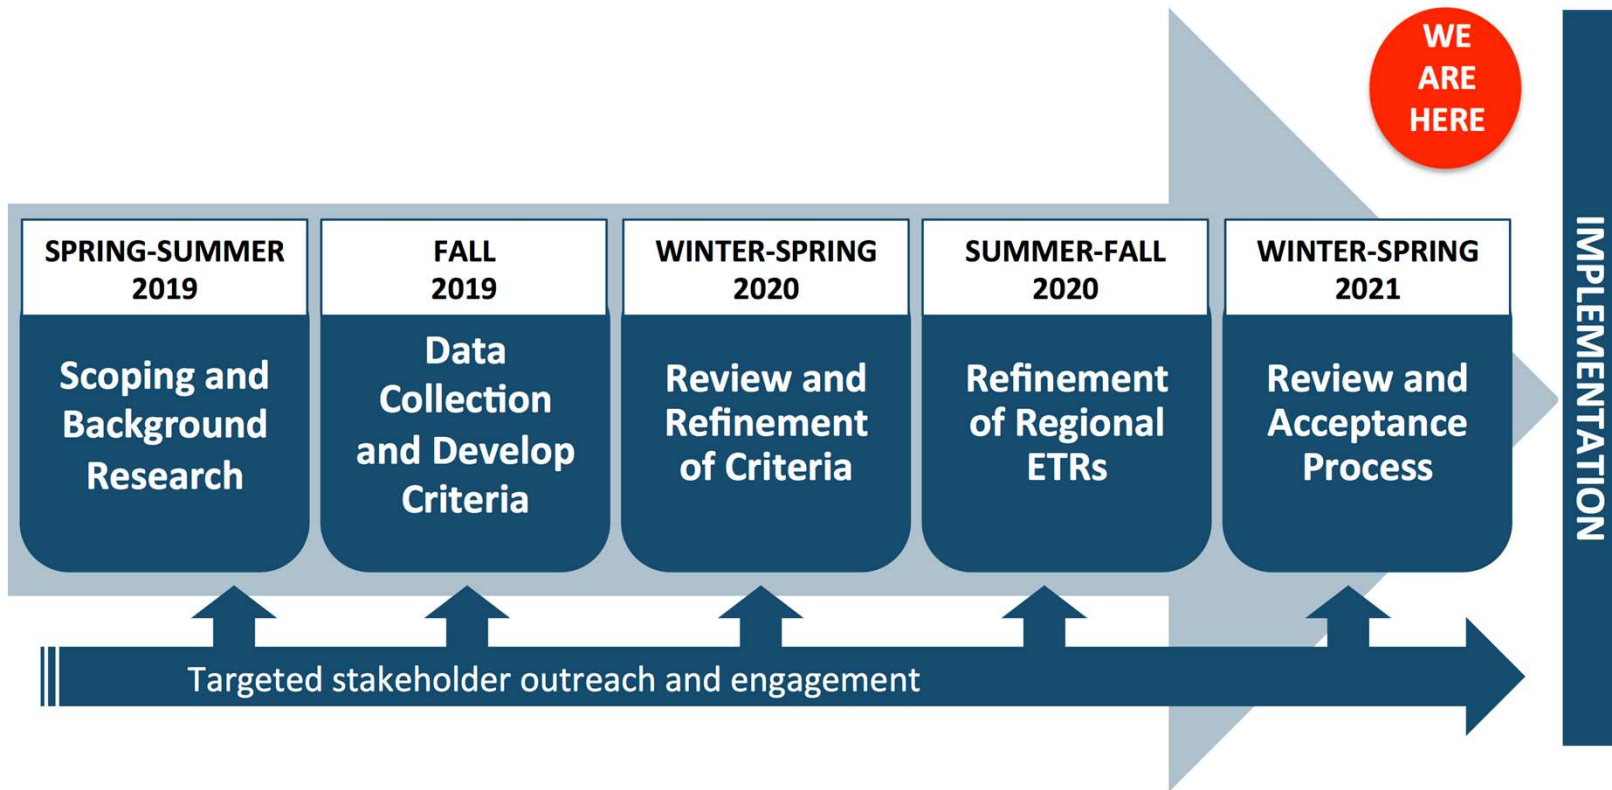 WE
ARE
HERE
SPRING-SUMMER
2019
Scoping and
Background
Research
FALL
2019
Data
Collection
and Develop
Criteria
WINTER-SPRING
2020
Review and
Refinement
of Criteria
SUMMER-FALL
2020
Refinement
of Regional
ETRs
WINTER-SPRING
2021
Review and
Acceptance
Process
IMPLEMENTATION
Targeted stakeholder outreach and engagement